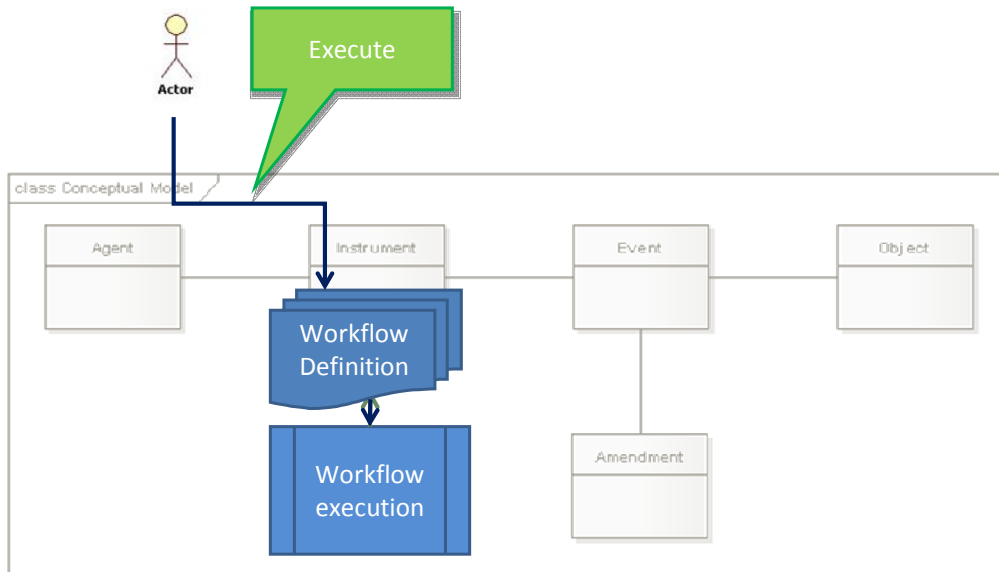 Execute
Actor
class Conceptual Model
Agent
Instrument
Event
Object
Workflow
Definition
Amendment
Workflow
execution